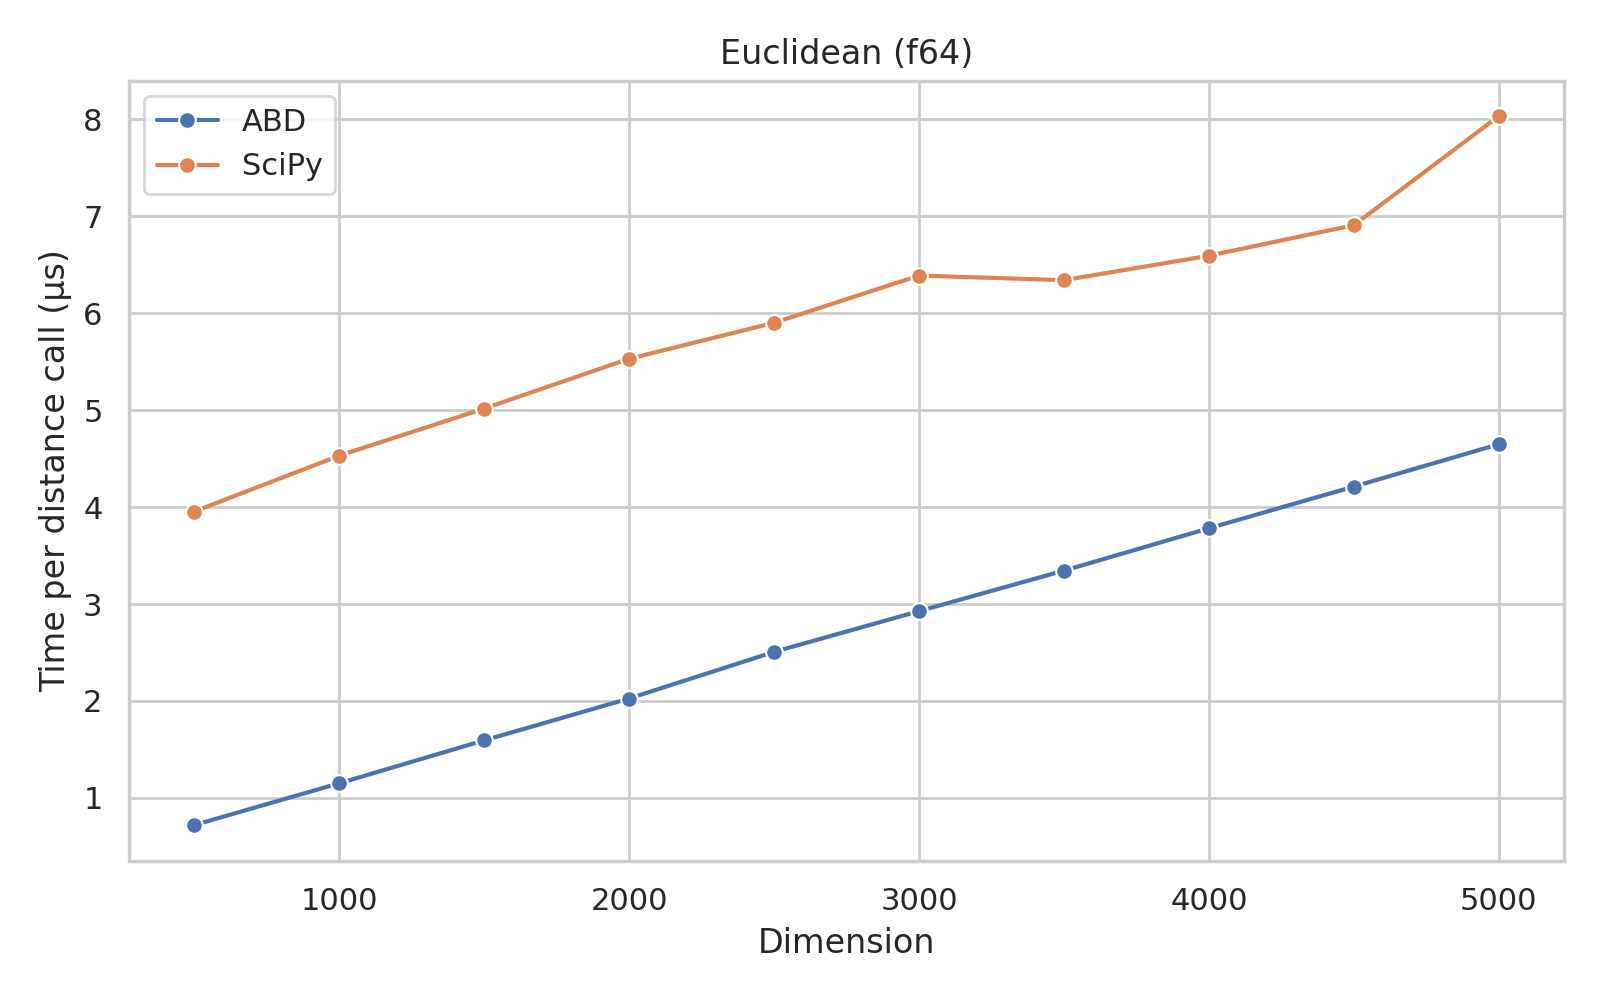 Euclidean (f64)
ABD
SciPy
Time per distance call (µs)
8
7
6
5
4
3
2
1
1000 2000 3000 4000 5000
Dimension